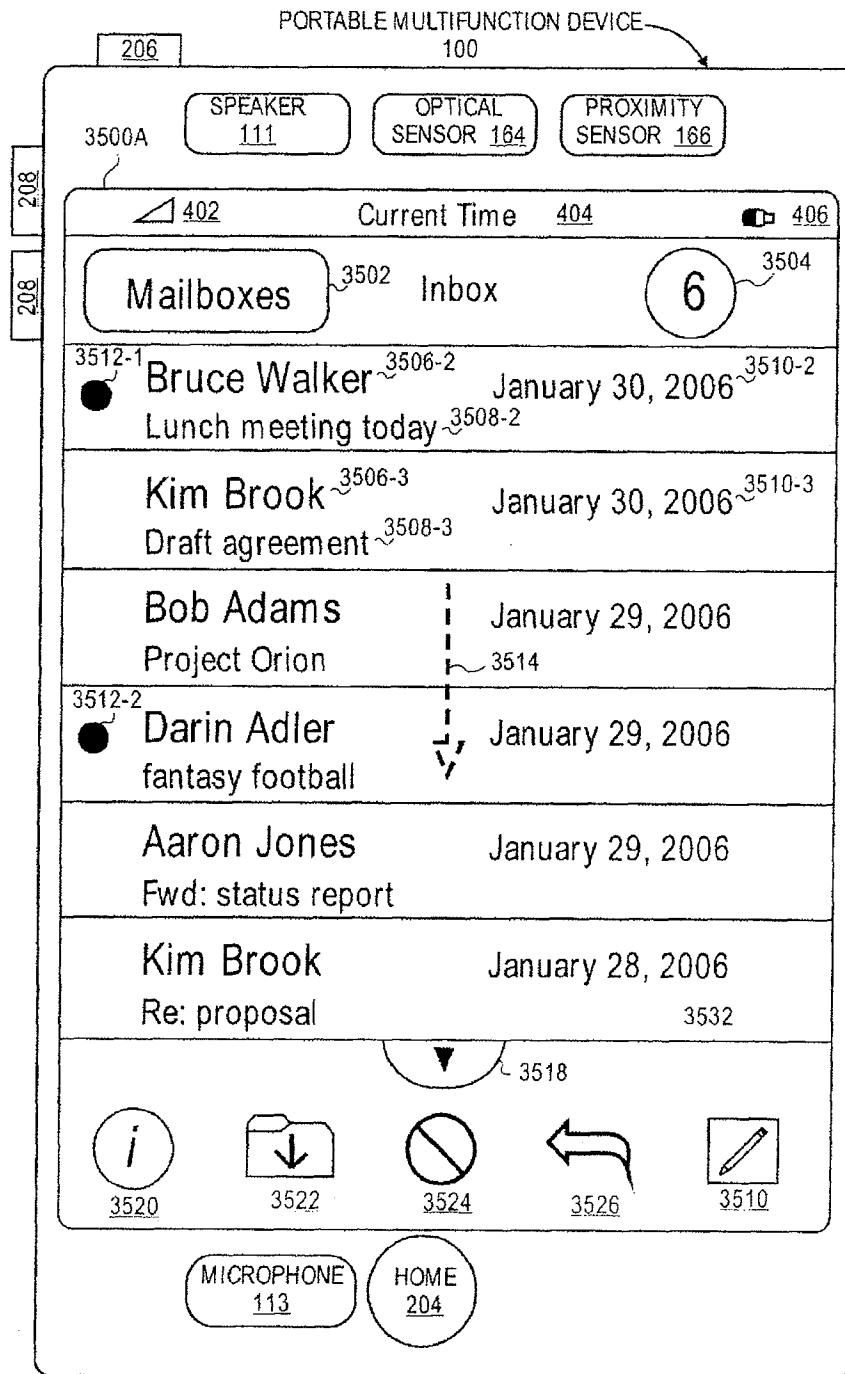 PORTABLE MULTIFUNCTION DEVICE
100
206
SPEAKER
111
OPTICAL
SENSOR 164
PROXIMITY
SENSOR 166
3500A
208
208
402
Current Time 404
406
Mailboxes
3502
Inbox
6
3504
3512-1
Bruce Walker 3506-2
January 30, 2006 3510-2
Lunch meeting today 3508-2
Kim Brook 3506-3
January 30, 2006 3510-3
Draft agreement 3508-3
Bob Adams
January 29, 2006
Project Orion
3514
3512-2
Darin Adler
January 29, 2006
fantasy football
Aaron Jones
January 29, 2006
Fwd: status report
Kim Brook
January 28, 2006
Re: proposal
3532
3518
i
3520
3522
3524
3526
3510
MICROPHONE
113
HOME
204